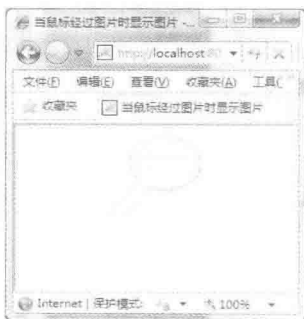 当鼠标经过图片时显示图片 - ...
http://localhost
文件(F) 编辑(E) 查看(V) 收藏夹(A) 工具(
收藏夹 当鼠标经过图片时显示图片
Internet | 保护模式: 100%